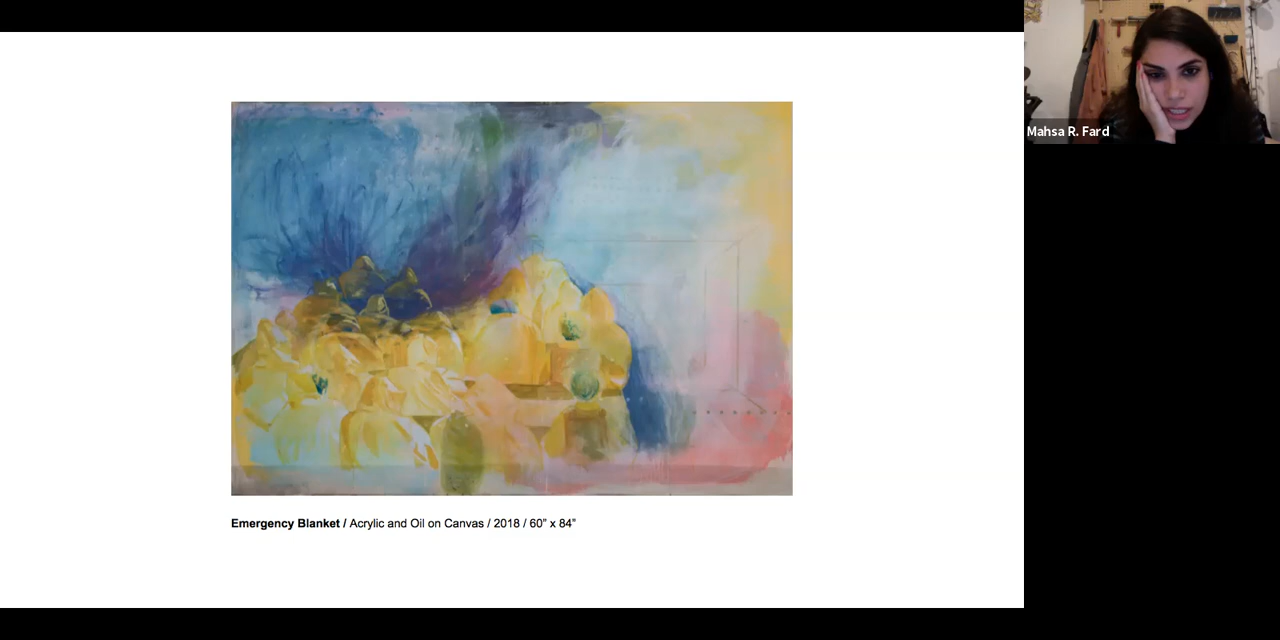 Mahsa R. Fard
Emergency Blanket / Acrylic and Oil on Canvas / 2018 / 60” x 84”